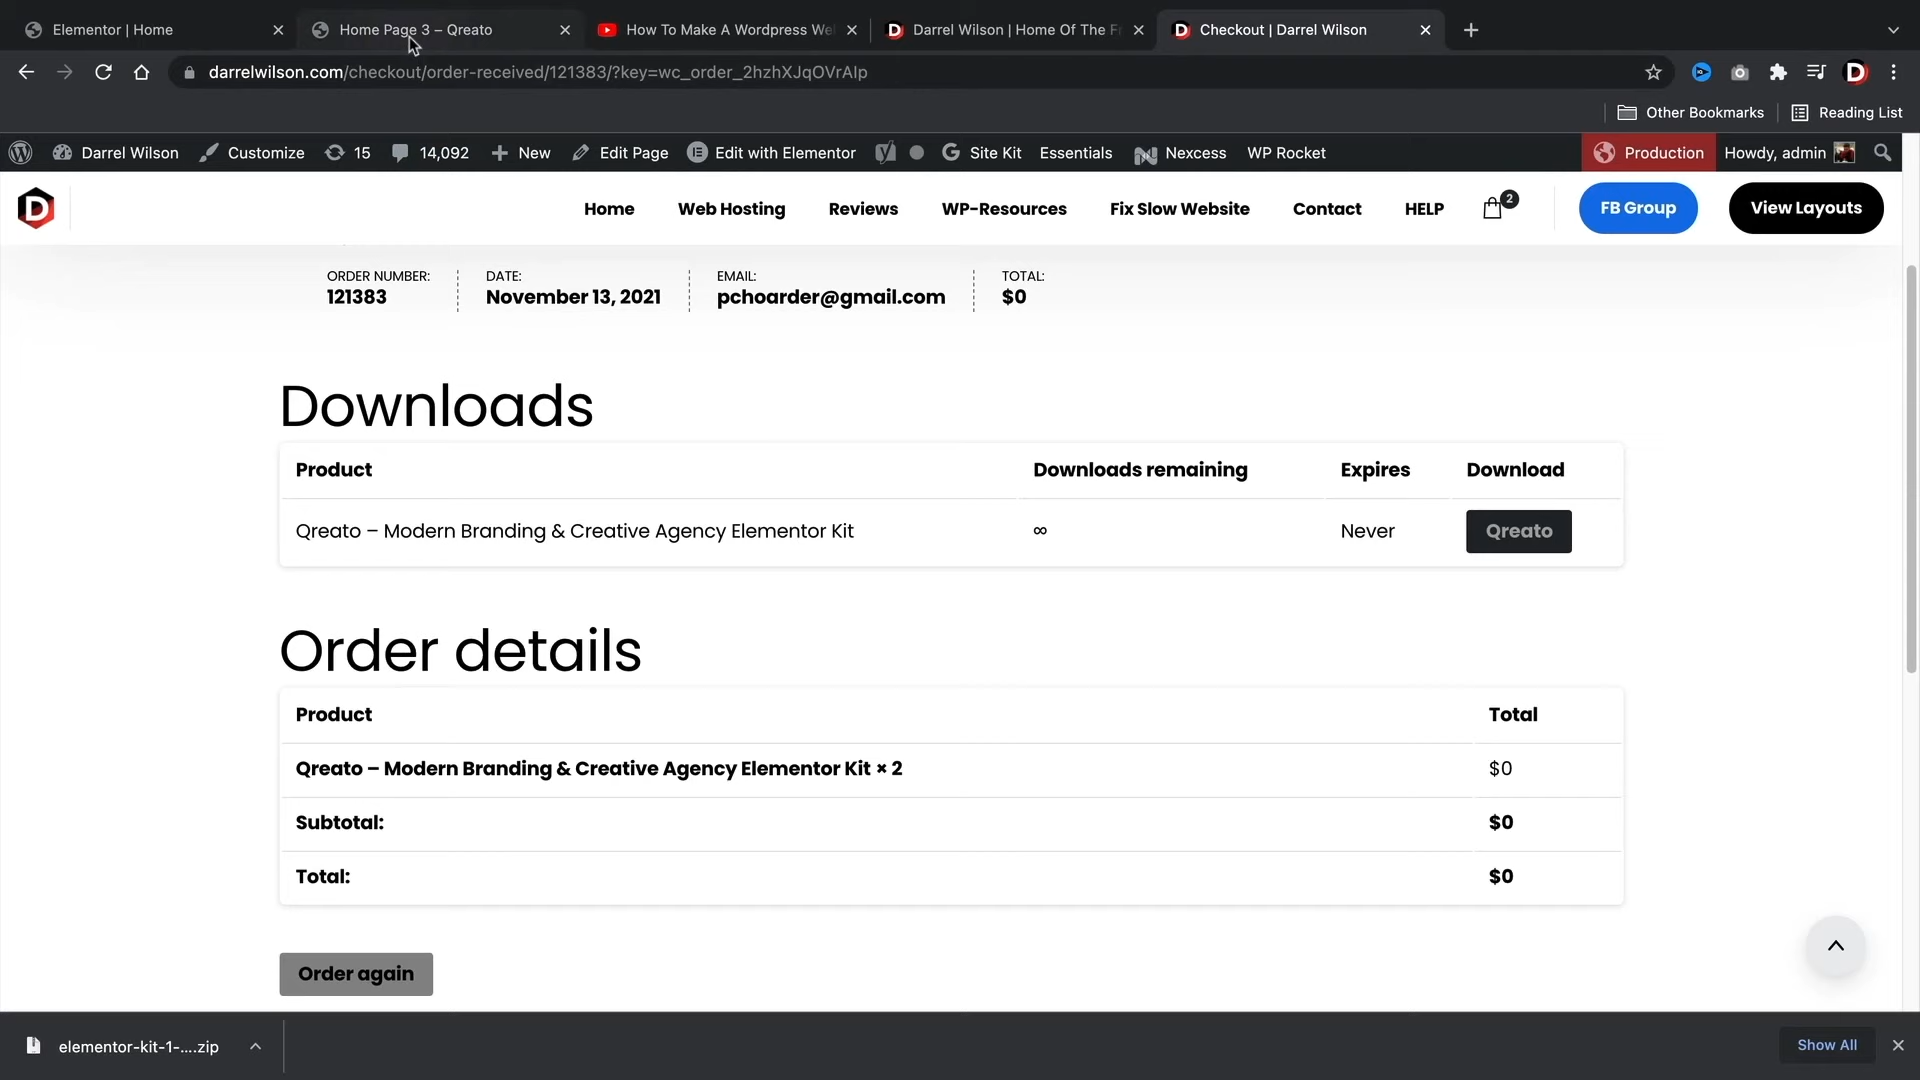 Elementor | Home
Home Page 3 – Qreato
How To Make A Wordpress We
Darrel Wilson | Home Of The F
Checkout | Darrel Wilson
darrelwilson.com/checkout/order-received/121383/?key=wc_order_2hzhXJqOVrAlp
Other Bookmarks
Reading List
Darrel Wilson
Customize
15
14,092
New
Edit Page
Edit with Elementor
Site Kit
Essentials
Nexcess
WP Rocket
Production
Howdy, admin
D
Home
Web Hosting
Reviews
WP-Resources
Fix Slow Website
Contact
HELP
2
FB Group
View Layouts
ORDER NUMBER:
121383
DATE:
November 13, 2021
EMAIL:
pchoarder@gmail.com
TOTAL:
$0
Downloads
Product Downloads remaining Expires Download
Qreato – Modern Branding & Creative Agency Elementor Kit ∞ Never Qreato
Order details
Product Total
Qreato – Modern Branding & Creative Agency Elementor Kit × 2 $0
Subtotal: $0
Total: $0
Order again
elementor-kit-1-....zip
Show All